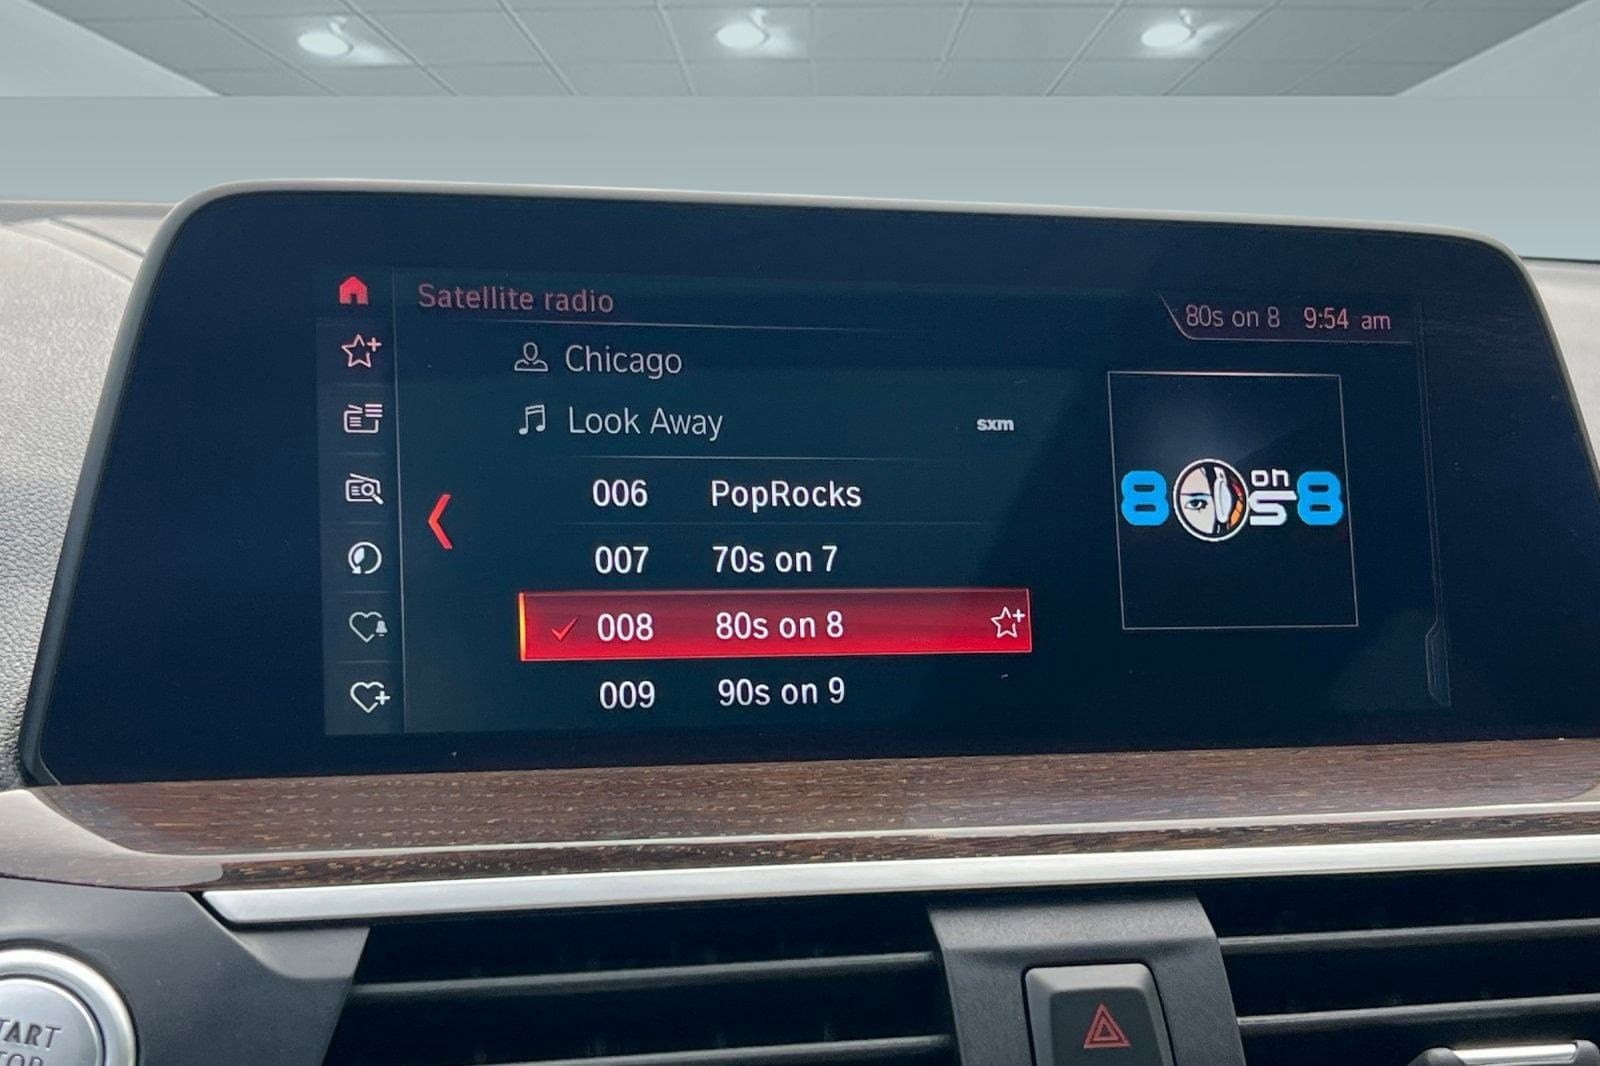 Satellite radio
80s on 8 9:54 am
Chicago
Look Away
sxm
006 PopRocks
007 70s on 7
008 80s on 8
009 90s on 9
80s on 8